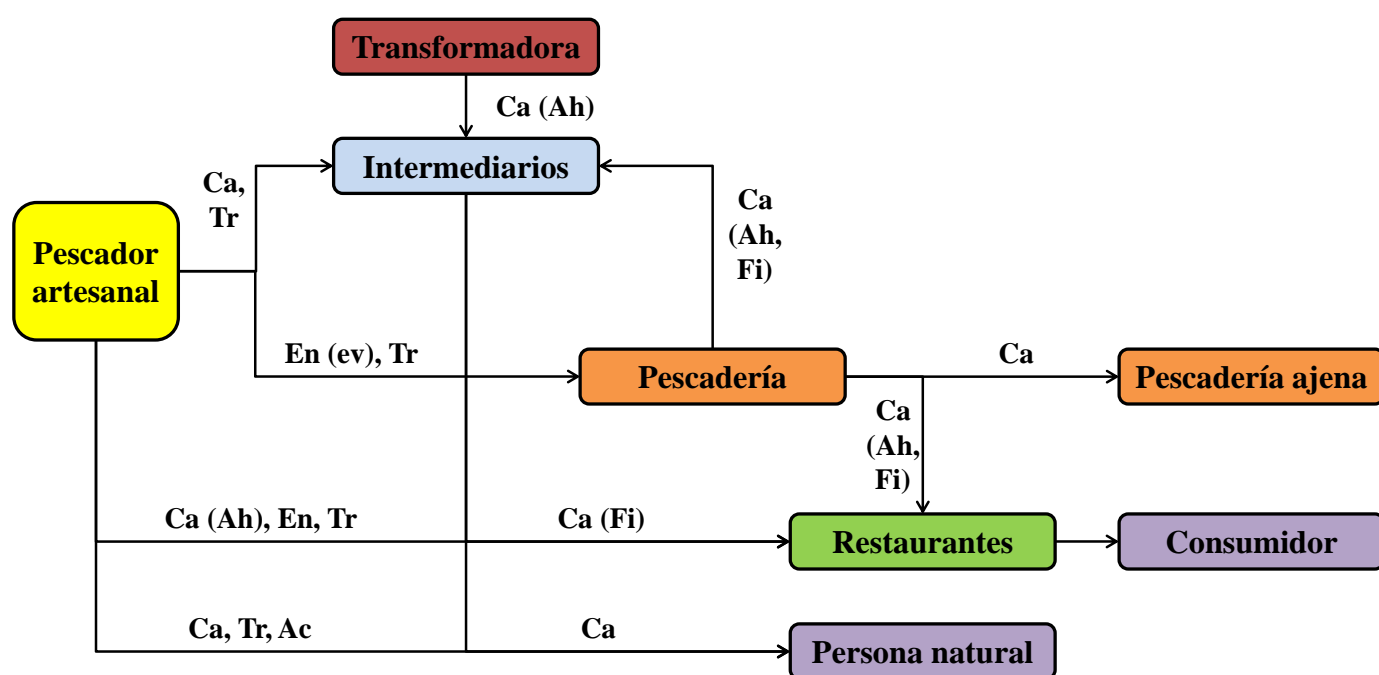 Transformadora
Ca (Ah)
Intermediarios
Ca,
Tr
Ca
(Ah,
Fi)
Pescador
artesanal
En (ev), Tr
Pescadería
Ca
Pescadería ajena
Ca
(Ah,
Fi)
Ca (Ah), En, Tr
Ca (Fi)
Restaurantes
Consumidor
Ca, Tr, Ac
Ca
Persona natural